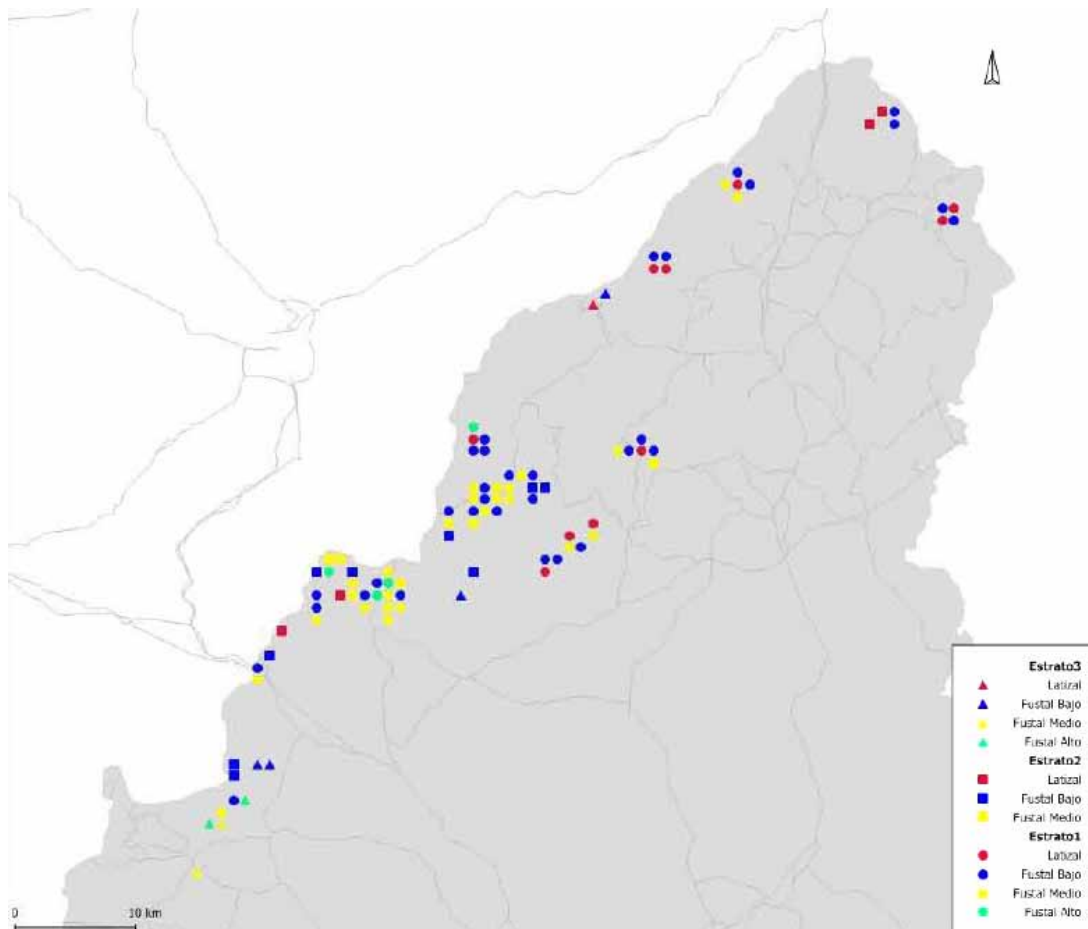 Estrato3
Latizal
Fustal Bajo
Fustal Medio
Fustal Alto
Estrato2
Latizal
Fustal Bajo
Fustal Medio
Estrato1
Latizal
Fustal Bajo
Fustal Medio
Fustal Alto
0 10 km